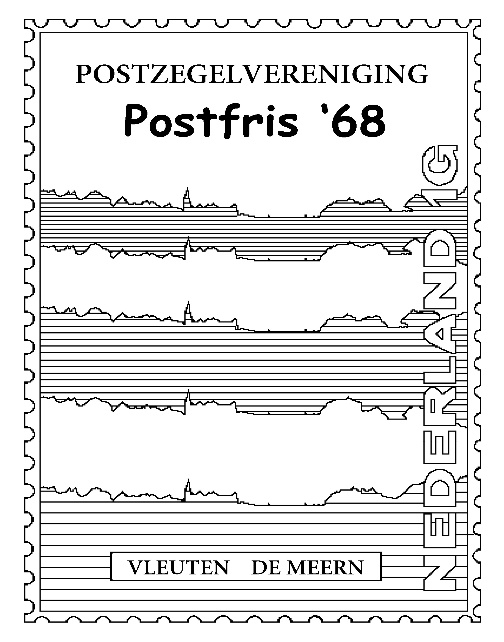 POSTZEGELVERENIGING
Postfris '68
NEDERLAND 1G
VLEUTEN DE MEERN